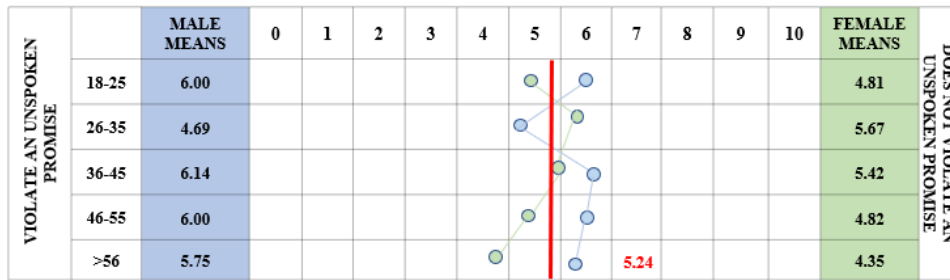 VIOLATE AN UNSPOKEN
PROMISE
MALE
MEANS
0 1 2 3 4 5 6 7 8 9 10
FEMALE
MEANS
18-25 6.00 4.81
26-35 4.69 5.67
36-45 6.14 5.42
46-55 6.00 4.82
>56 5.75 5.24 4.35
DOES NOT VIOLATE AN
UNSPOKEN PROMISE